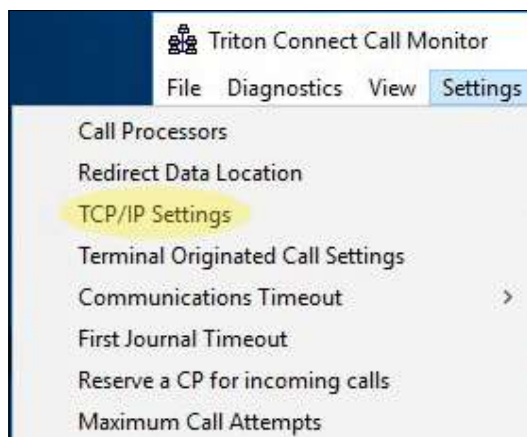 Triton Connect Call Monitor
File Diagnostics View Settings
Call Processors
Redirect Data Location
TCP/IP Settings
Terminal Originated Call Settings
Communications Timeout >
First Journal Timeout
Reserve a CP for incoming calls
Maximum Call Attempts